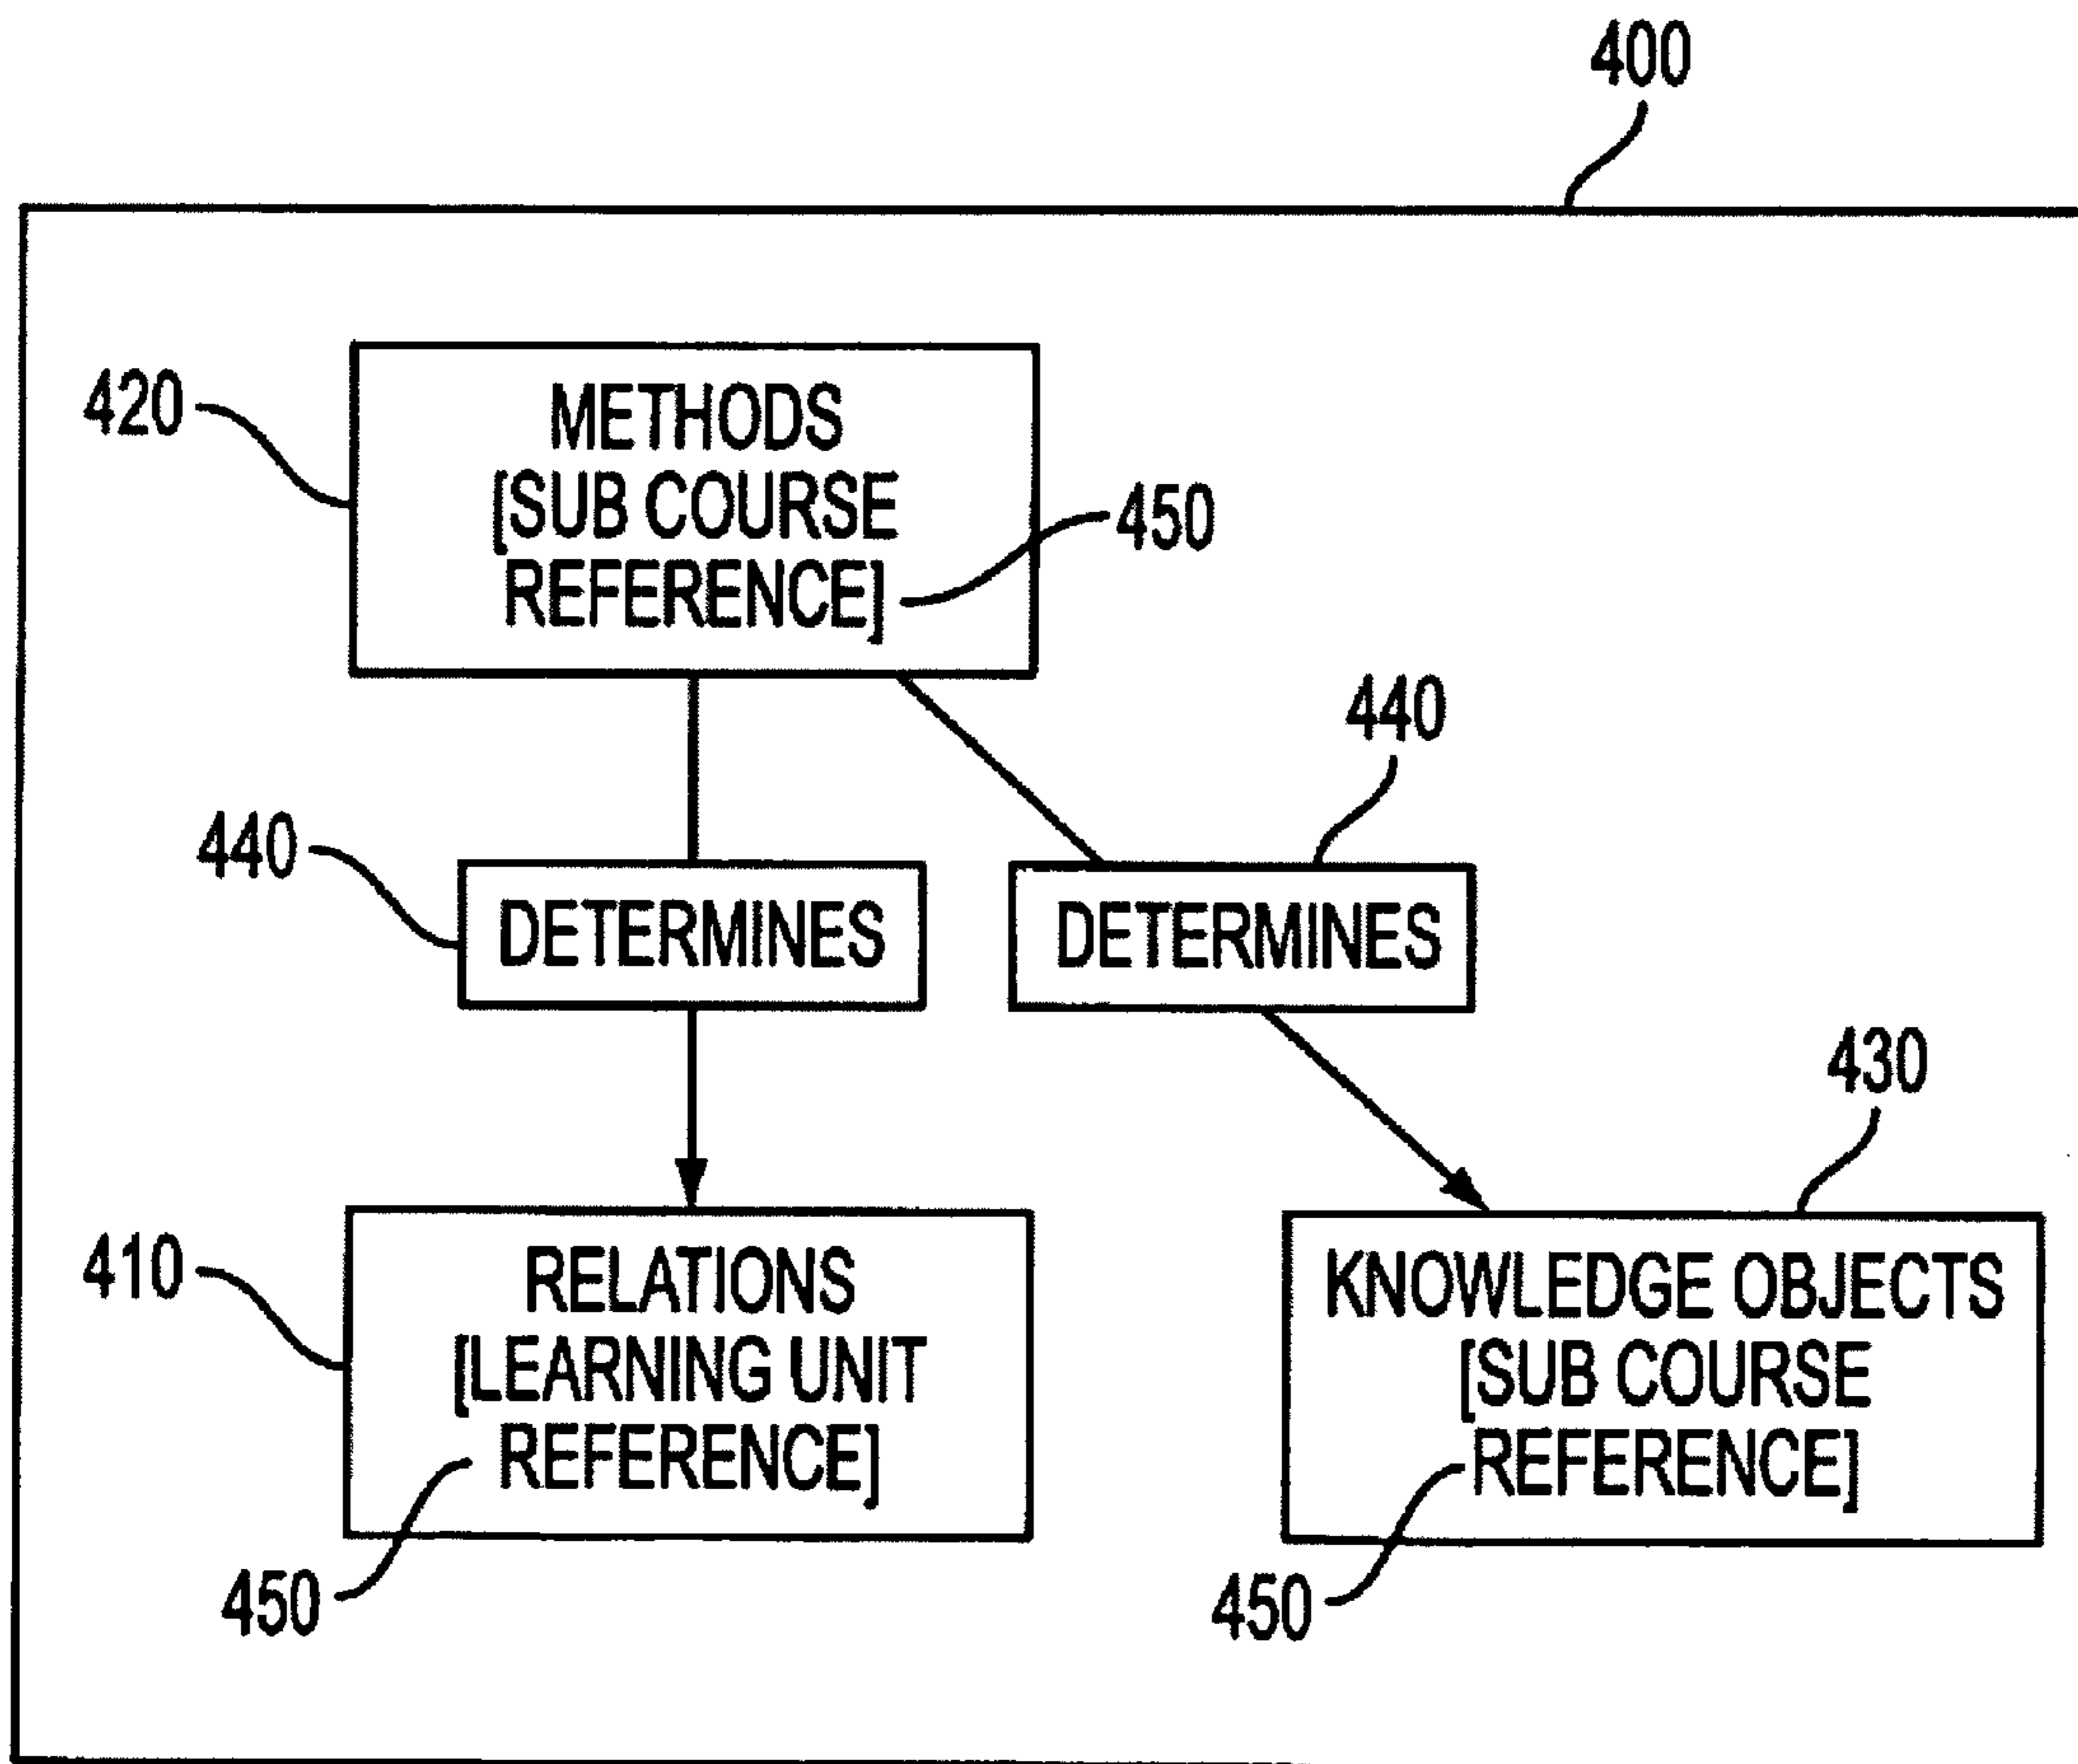 400
420
METHODS
[SUB COURSE
REFERENCE]
450
440
440
DETERMINES
DETERMINES
430
410
RELATIONS
[LEARNING UNIT
REFERENCE]
450
KNOWLEDGE OBJECTS
[SUB COURSE
REFERENCE]
450